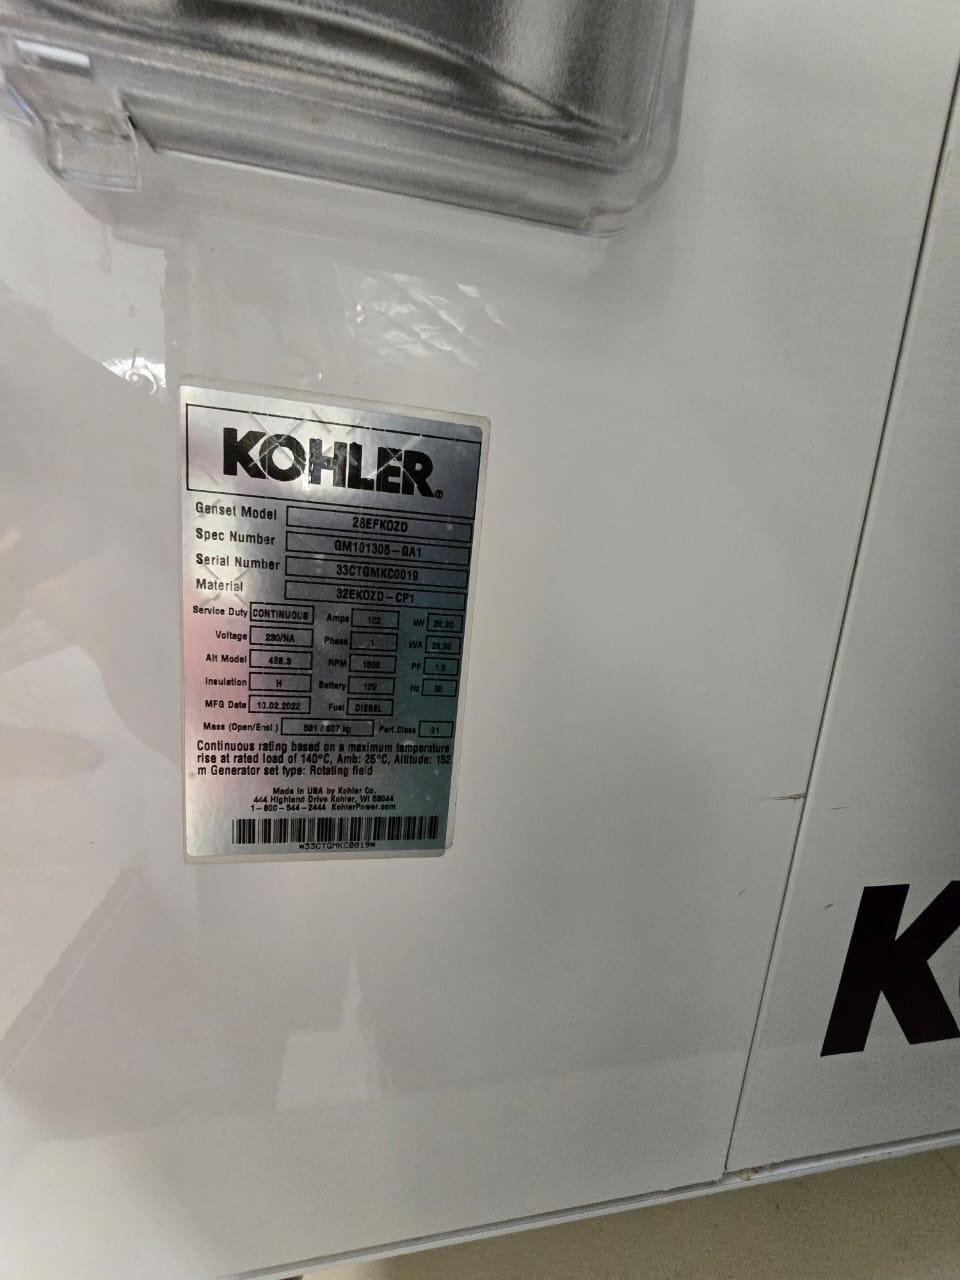 KOHLER®
Genset Model 28EFKOZD
Spec Number GM101305-GA1
Serial Number 33CTGMKC0019
Material 32EKOZD-CP1
Service Duty CONTINUOUS Amps 122 kW 28.00
Voltage 230/NA Phase 1 kVA 28.00
Alt Model 4E8.3 RPM 1500 PF 1.0
Insulation H Battery 12V Hz 50
MFG Date 10.02.2022 Fuel DIESEL
Mass (Open/Encl.) / 607 kg Perf.Class G1
Continuous rating based on a maximum temperature
rise at rated load of 140°C, Amb: 25°C, Altitude: 152
m Generator set type: Rotating field
Made in USA by Kohler Co.
444 Highland Drive Kohler, WI 53044
1-800-544-2444 KohlerPower.com
*33CTGMKC0019*
K